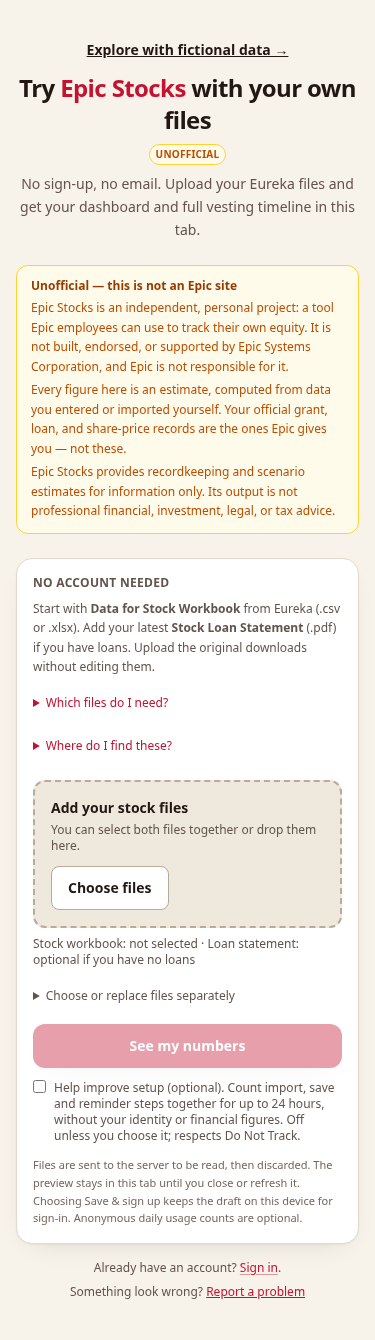 Explore with fictional data →
Try Epic Stocks with your own
files
UNOFFICIAL
No sign-up, no email. Upload your Eureka files and
get your dashboard and full vesting timeline in this
tab.
Unofficial — this is not an Epic site
Epic Stocks is an independent, personal project: a tool
Epic employees can use to track their own equity. It is
not built, endorsed, or supported by Epic Systems
Corporation, and Epic is not responsible for it.
Every figure here is an estimate, computed from data
you entered or imported yourself. Your official grant,
loan, and share-price records are the ones Epic gives
you — not these.
Epic Stocks provides recordkeeping and scenario
estimates for information only. Its output is not
professional financial, investment, legal, or tax advice.
NO ACCOUNT NEEDED
Start with Data for Stock Workbook from Eureka (.csv
or .xlsx). Add your latest Stock Loan Statement (.pdf)
if you have loans. Upload the original downloads
without editing them.
Which files do I need?
Where do I find these?
Add your stock files
You can select both files together or drop them
here.
Choose files
Stock workbook: not selected · Loan statement:
optional if you have no loans
Choose or replace files separately
See my numbers
Help improve setup (optional). Count import, save
and reminder steps together for up to 24 hours,
without your identity or financial figures. Off
unless you choose it; respects Do Not Track.
Files are sent to the server to be read, then discarded. The
preview stays in this tab until you close or refresh it.
Choosing Save & sign up keeps the draft on this device for
sign-in. Anonymous daily usage counts are optional.
Already have an account? Sign in.
Something look wrong? Report a problem